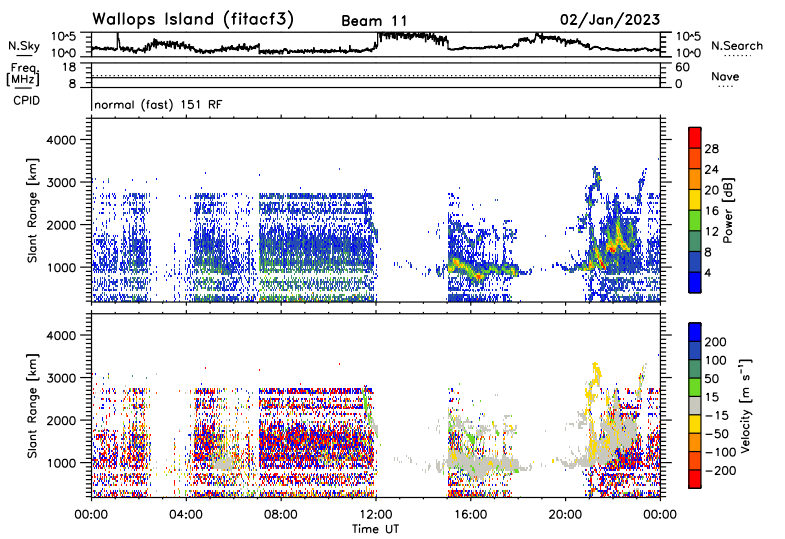 Wallops Island (fitacf3) Beam 11 02/Jan/2023
N.Sky 10^5 10^0 10^5 10^0 N.Search
Freq. [MHz] 18 8 60 0 Nave
CPID normal (fast) 151 RF
Slant Range [km]
4000
3000
2000
1000
Power [dB]
28
24
20
16
12
8
4
Slant Range [km]
4000
3000
2000
1000
Velocity [m s⁻¹]
200
100
50
15
−15
−50
−100
−200
00:00 04:00 08:00 12:00 16:00 20:00 00:00
Time UT